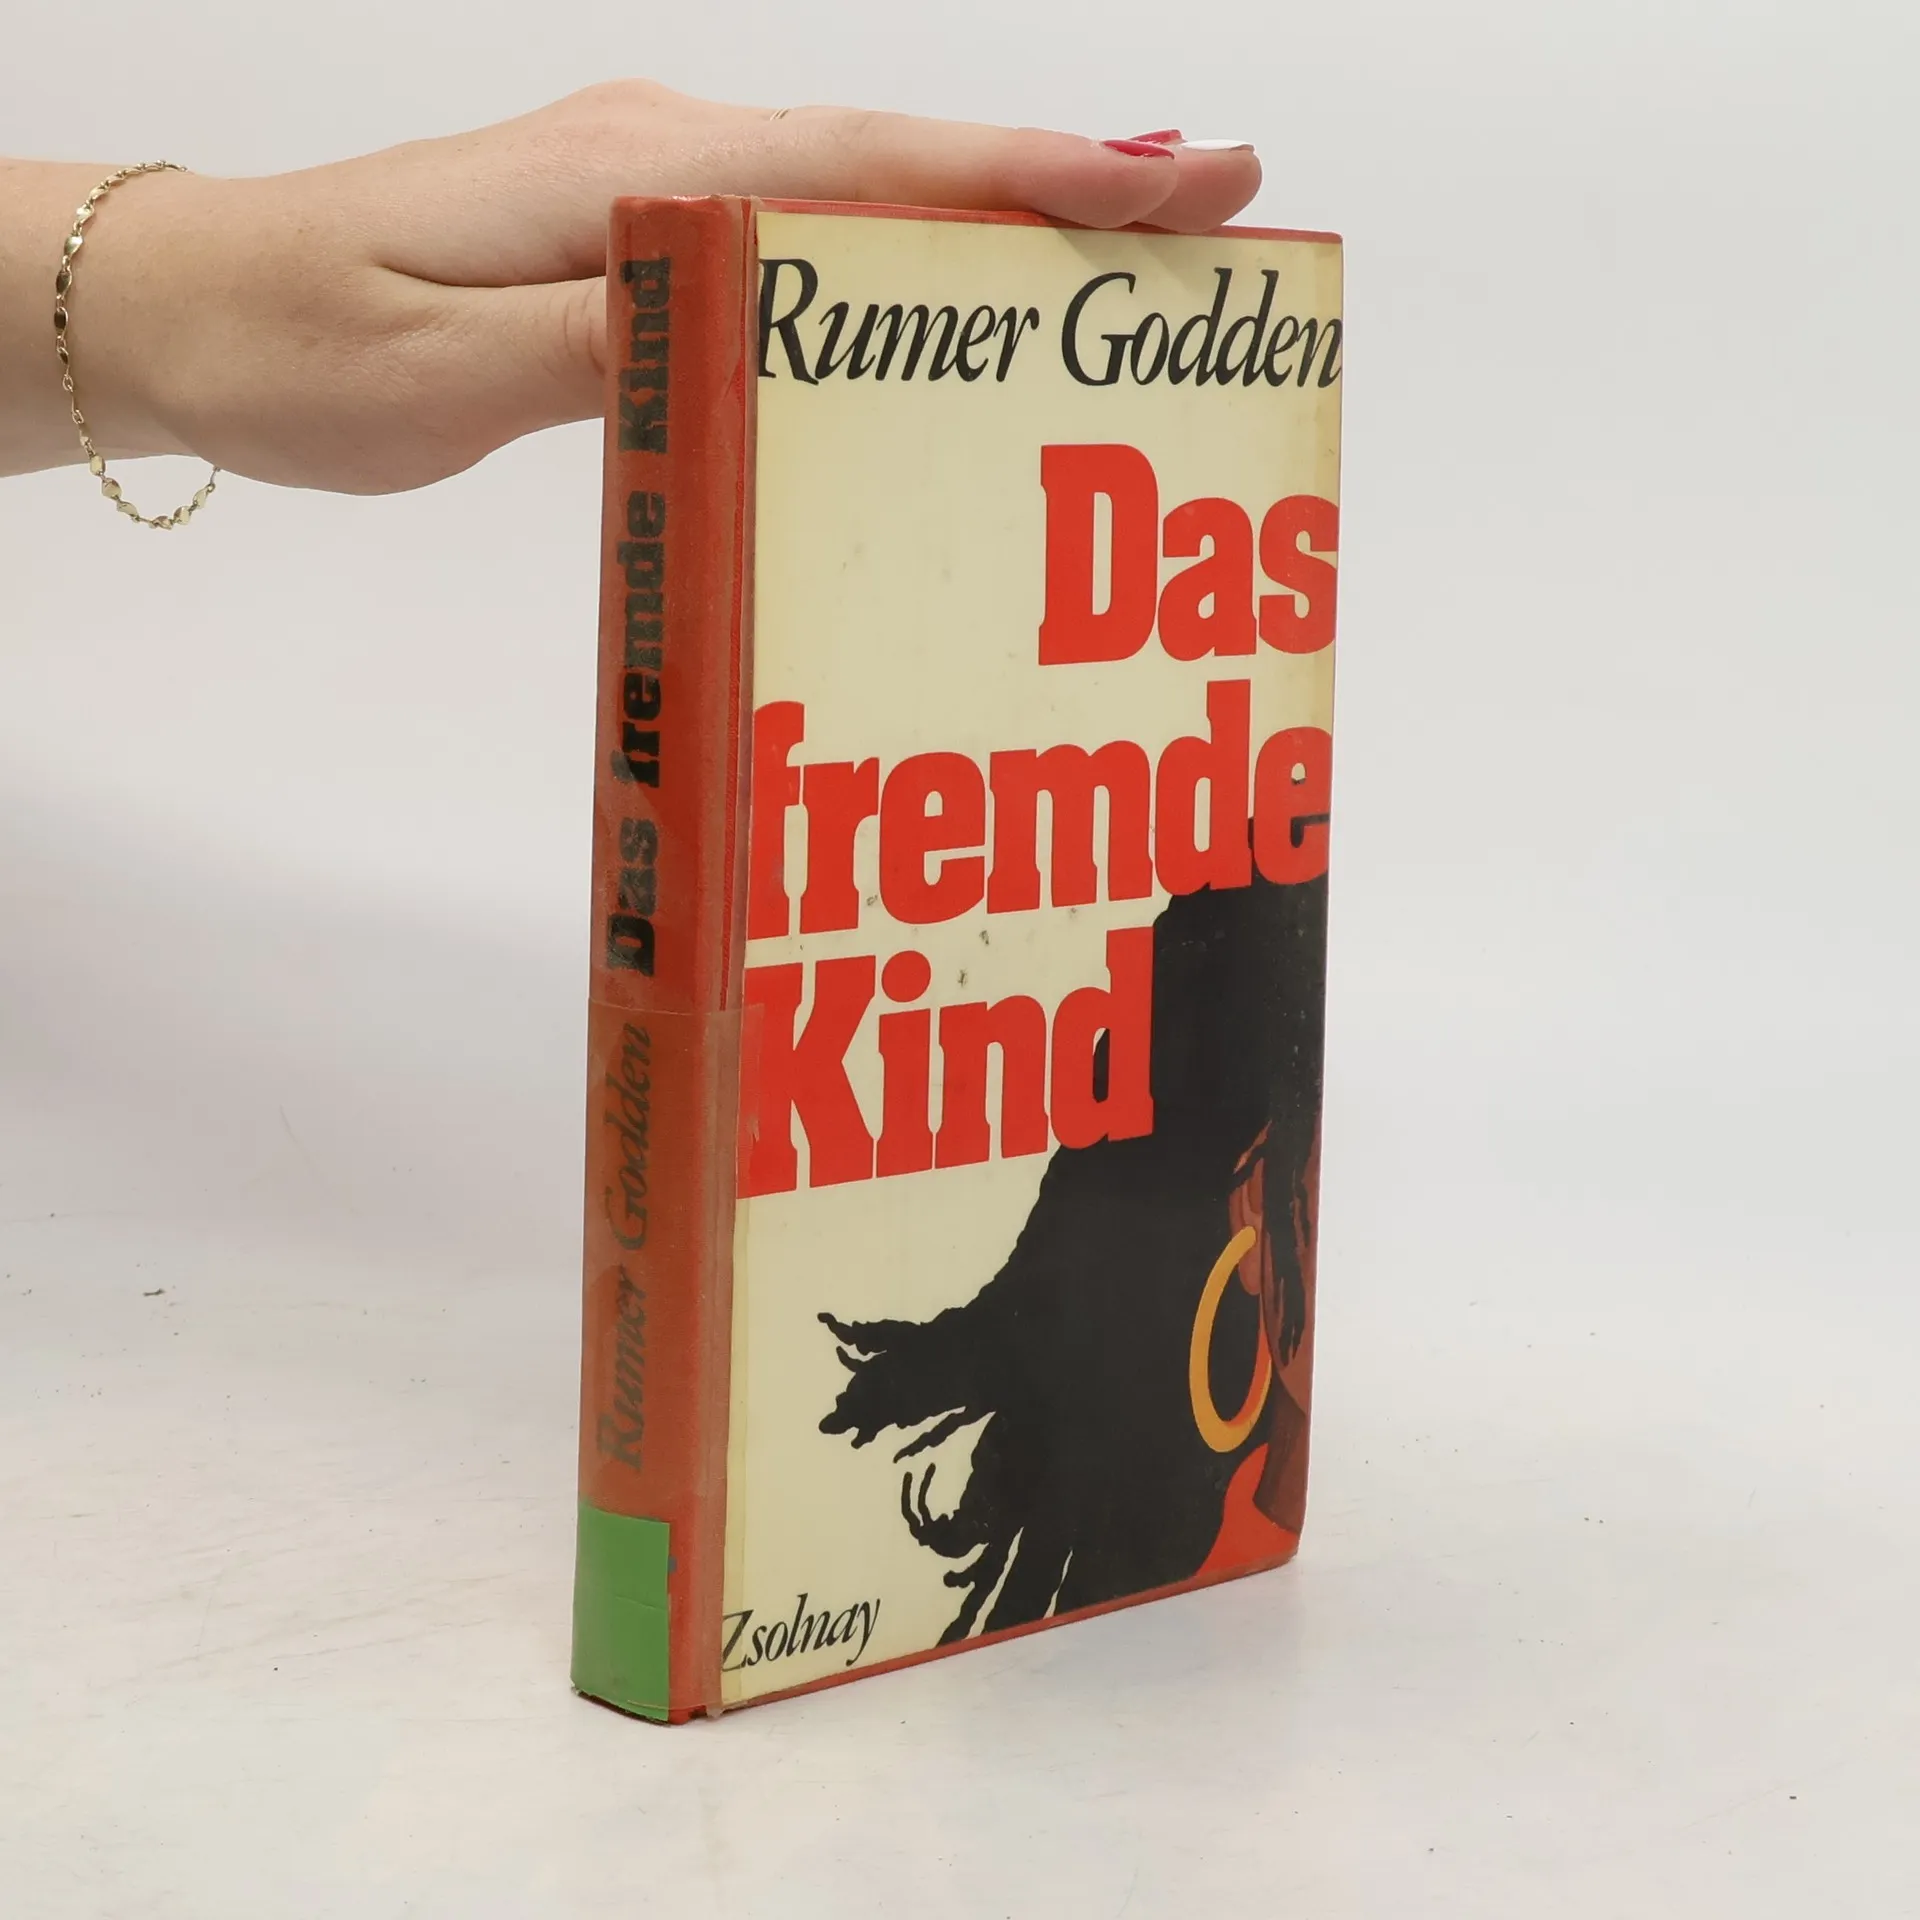 Rumer Godden
Das
fremde
Kind
Zsolnay
Rumer Godden Das fremde Kind